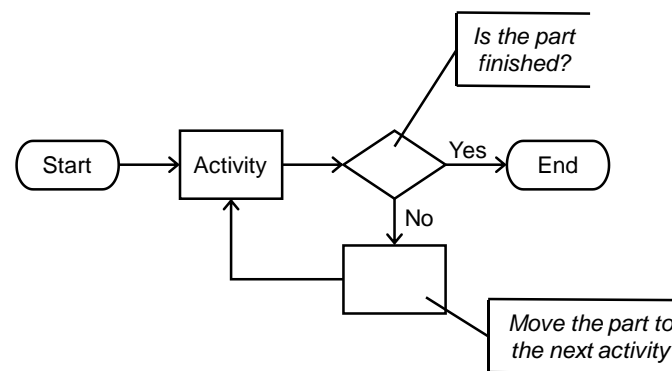 Is the part
finished?
Start
Activity
Yes
End
No
Move the part to
the next activity